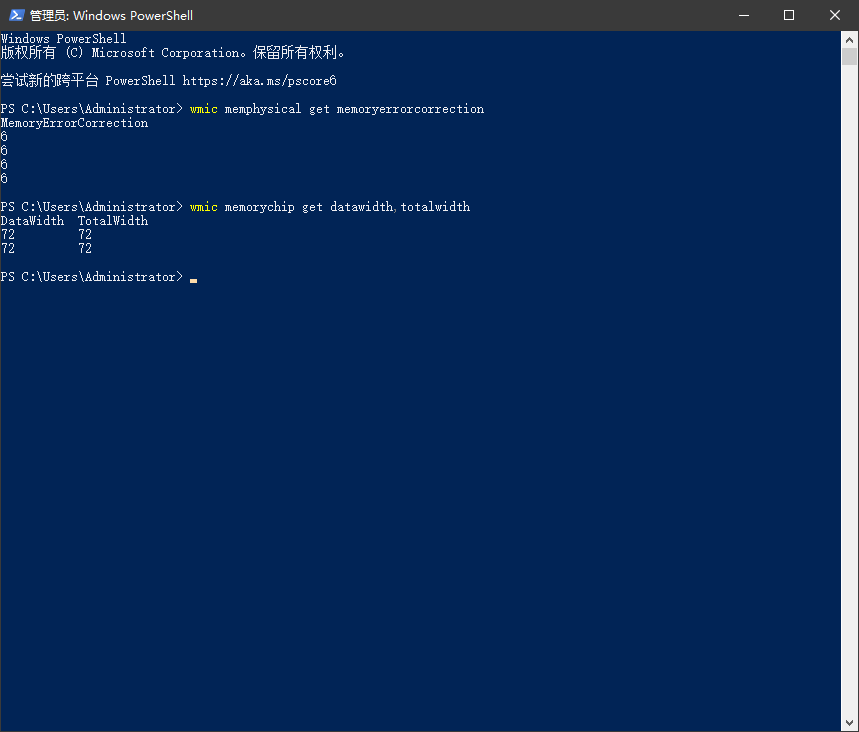 管理员: Windows PowerShell
Windows PowerShell
版权所有 (C) Microsoft Corporation。保留所有权利。
尝试新的跨平台 PowerShell https://aka.ms/pscore6
PS C:\Users\Administrator> wmic memphysical get memoryerrorcorrection
MemoryErrorCorrection
6
6
6
6
PS C:\Users\Administrator> wmic memorychip get datawidth,totalwidth
DataWidth  TotalWidth
72         72
72         72
PS C:\Users\Administrator>